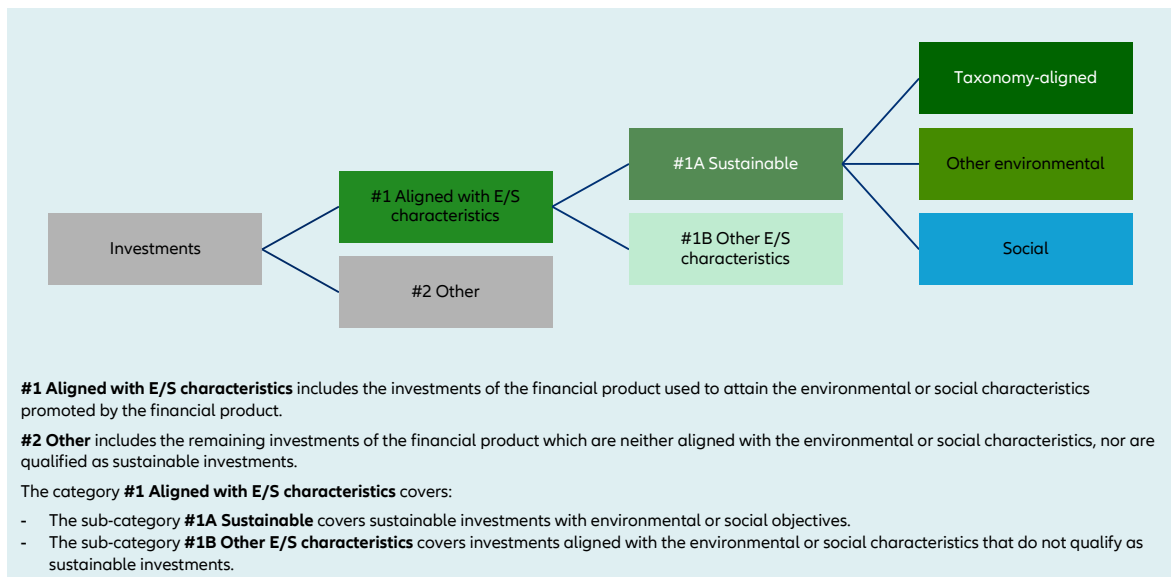 Taxonomy-aligned
#1A Sustainable
Other environmental
#1 Aligned with E/S
characteristics
Investments
#1B Other E/S
characteristics
Social
#2 Other
#1 Aligned with E/S characteristics includes the investments of the financial product used to attain the environmental or social characteristics
promoted by the financial product.
#2 Other includes the remaining investments of the financial product which are neither aligned with the environmental or social characteristics, nor are
qualified as sustainable investments.
The category #1 Aligned with E/S characteristics covers:
- The sub-category #1A Sustainable covers sustainable investments with environmental or social objectives.
- The sub-category #1B Other E/S characteristics covers investments aligned with the environmental or social characteristics that do not qualify as
sustainable investments.